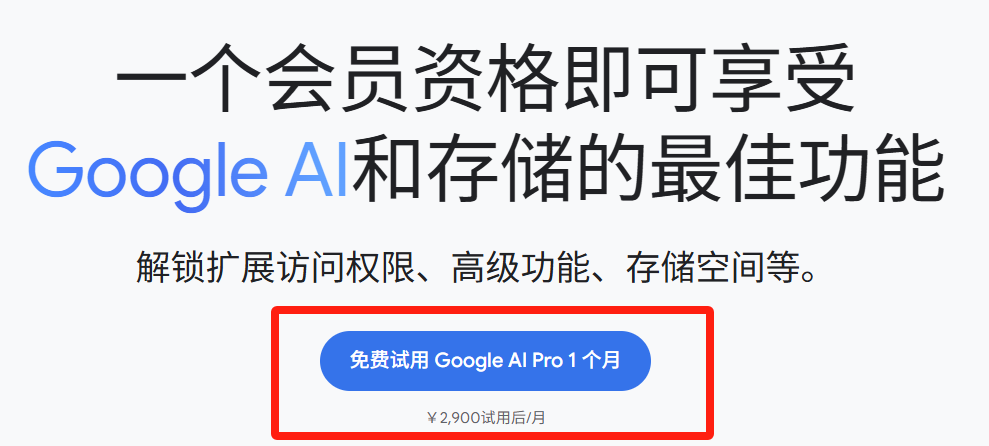 一个会员资格即可享受
Google AI和存储的最佳功能
解锁扩展访问权限、高级功能、存储空间等。
免费试用 Google AI Pro 1 个月
￥2,900试用后/月